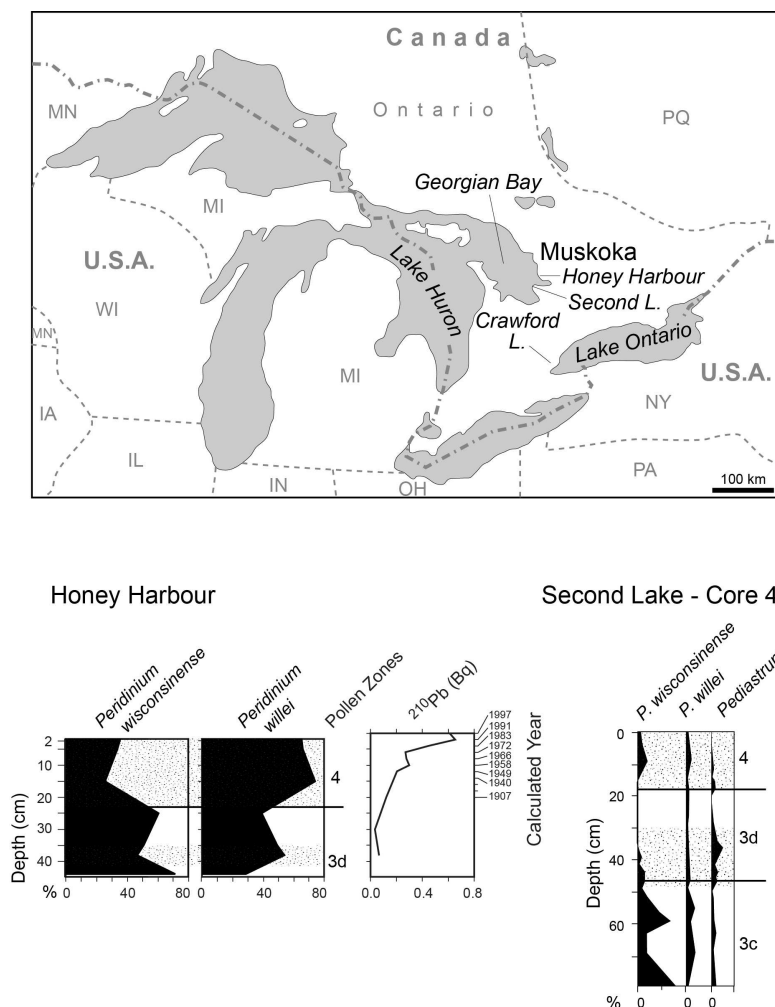 Canada
Ontario
MN
PQ
Georgian Bay
MI
U.S.A.
Muskoka
Honey Harbour
Second L.
Lake Huron
WI
Crawford
L.
Lake Ontario
MN
MI
U.S.A.
IA
NY
IL
PA
IN
OH
100 km
Honey Harbour
Second Lake - Core 4
Peridinium
wisconsinense
Peridinium
willei
Pollen Zones
210Pb (Bq)
Calculated Year
P. wisconsinense
P. willei
Depth (cm)
2
10
20
30
40
4
3d
% 0 40 80 0 40 80
0.0 0.4 0.8
1997
1991
1983
1972
1966
1958
1949
1940
1907
Depth (cm)
0
20
40
60
4
3d
3c
% 0 0 0